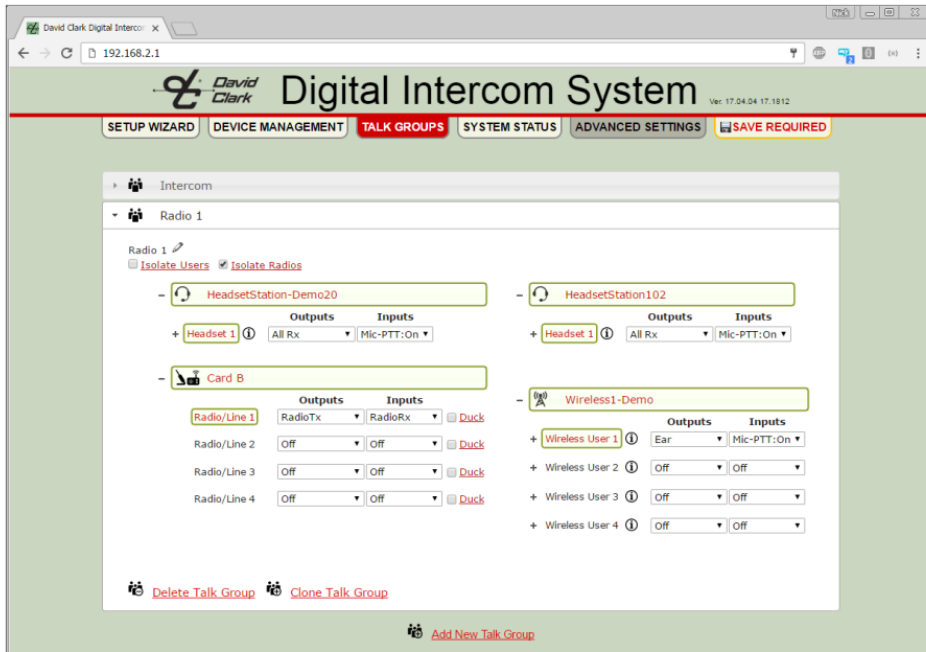 David Clark Digital Interco
192.168.2.1
David Clark
Digital Intercom System
Ver. 17.04.04 17.1812
SETUP WIZARD DEVICE MANAGEMENT TALK GROUPS SYSTEM STATUS ADVANCED SETTINGS SAVE REQUIRED
Intercom
Radio 1
Radio 1
Isolate Users Isolate Radios
HeadsetStation-Demo20
Outputs Inputs
Headset 1 All Rx Mic-PTT:On
Card B
Outputs Inputs
Radio/Line 1 RadioTx RadioRx Duck
Radio/Line 2 Off Off Duck
Radio/Line 3 Off Off Duck
Radio/Line 4 Off Off Duck
HeadsetStation102
Outputs Inputs
Headset 1 All Rx Mic-PTT:On
Wireless1-Demo
Outputs Inputs
Wireless User 1 Ear Mic-PTT:On
Wireless User 2 Off Off
Wireless User 3 Off Off
Wireless User 4 Off Off
Delete Talk Group Clone Talk Group
Add New Talk Group